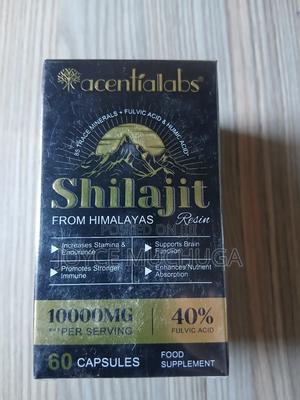 acentiallabs®
85 TRACE MINERALS + FULVIC ACID & HUMIC ACID*
Shilajit
FROM HIMALAYAS Resin
Increases Stamina & Endurance
Supports Brain Function
Promotes Stronger Immune
Enhances Nutrient Absorption
10000MG
PER SERVING
40%
FULVIC ACID
60 CAPSULES
FOOD SUPPLEMENT